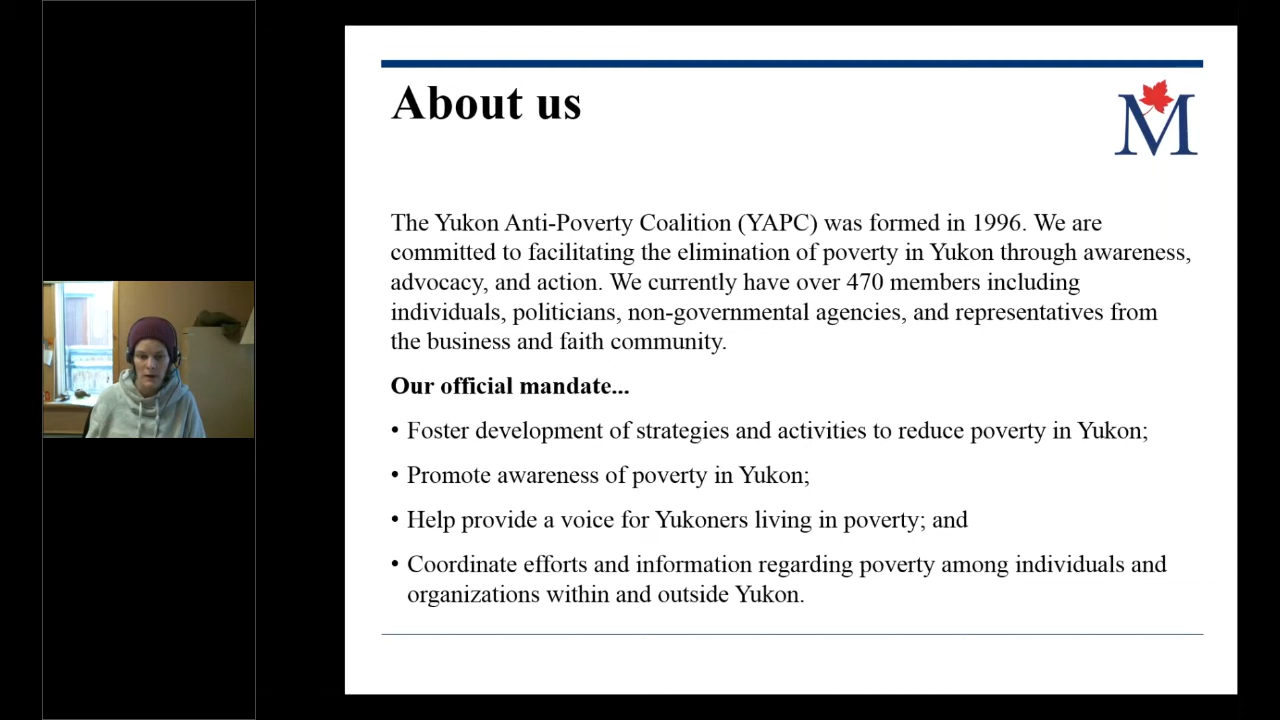 About us
M
The Yukon Anti-Poverty Coalition (YAPC) was formed in 1996. We are
committed to facilitating the elimination of poverty in Yukon through awareness,
advocacy, and action. We currently have over 470 members including
individuals, politicians, non-governmental agencies, and representatives from
the business and faith community.
Our official mandate...
• Foster development of strategies and activities to reduce poverty in Yukon;
• Promote awareness of poverty in Yukon;
• Help provide a voice for Yukoners living in poverty; and
• Coordinate efforts and information regarding poverty among individuals and
organizations within and outside Yukon.